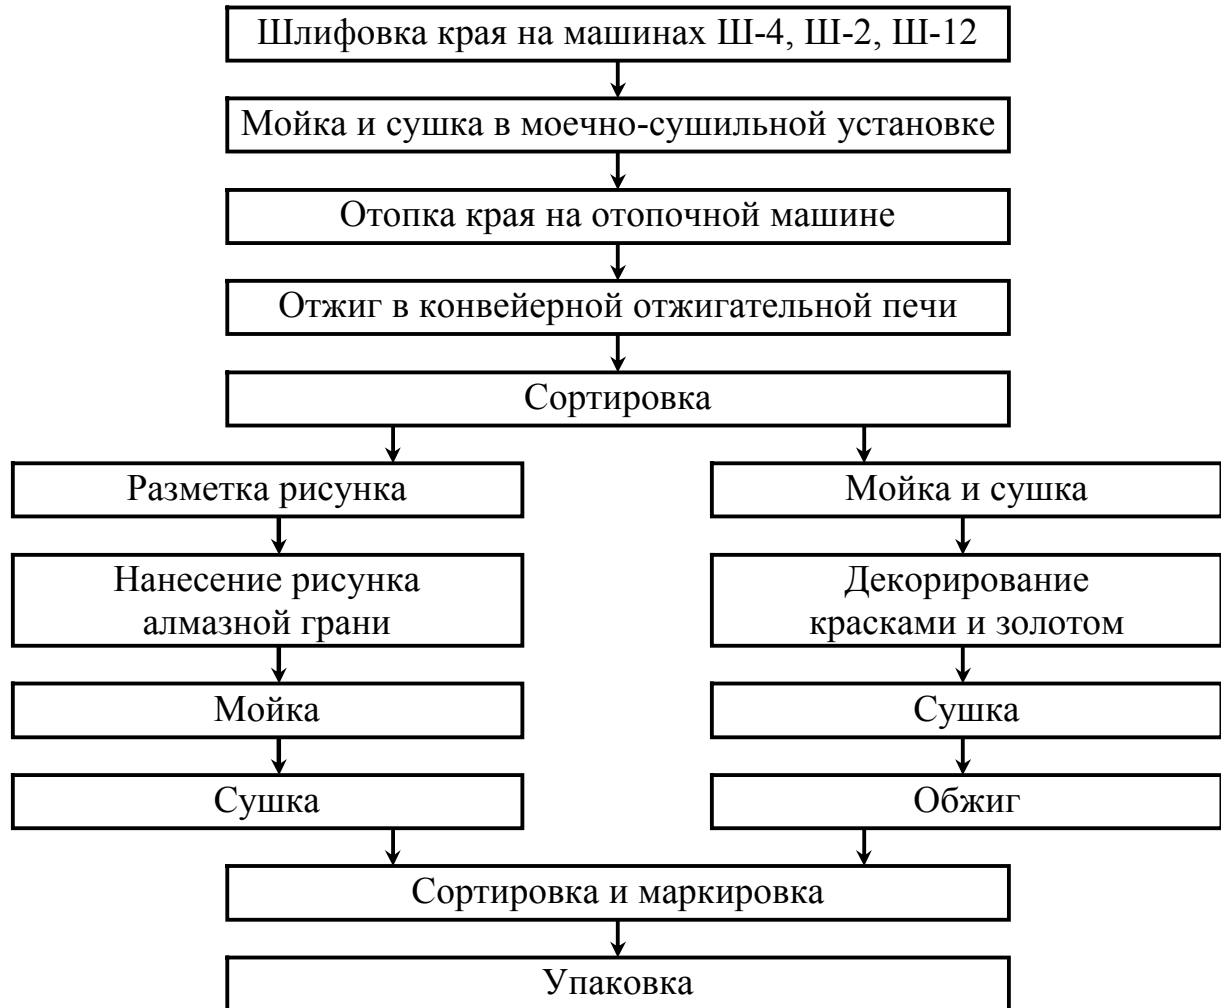 Шлифовка края на машинах Ш-4, Ш-2, Ш-12
Мойка и сушка в моечно-сушильной установке
Отопка края на отопочной машине
Отжиг в конвейерной отжигательной печи
Сортировка
Разметка рисунка
Нанесение рисунка
алмазной грани
Мойка
Сушка
Мойка и сушка
Декорирование
красками и золотом
Сушка
Обжиг
Сортировка и маркировка
Упаковка